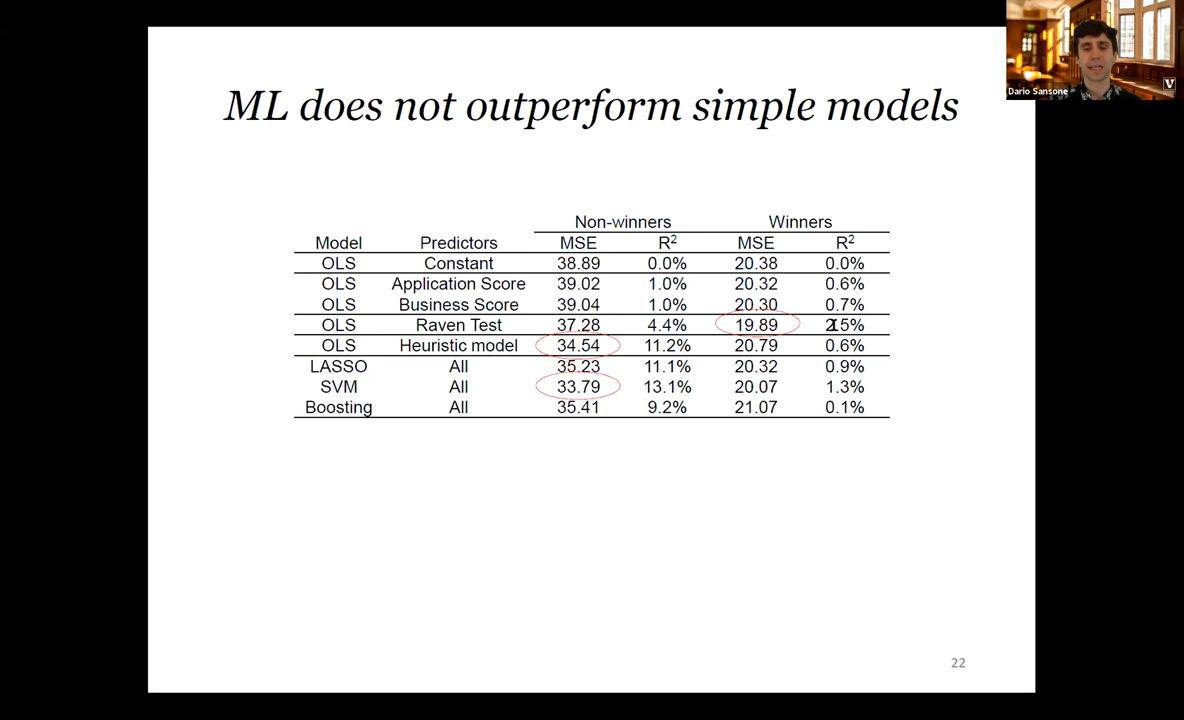 ML does not outperform simple models
Non-winners Winners
Model Predictors MSE R² MSE R²
OLS Constant 38.89 0.0% 20.38 0.0%
OLS Application Score 39.02 1.0% 20.32 0.6%
OLS Business Score 39.04 1.0% 20.30 0.7%
OLS Raven Test 37.28 4.4% 19.89
OLS Heuristic model 34.54 11.2% 20.79 0.6%
LASSO All 35.23 11.1% 20.32 0.9%
SVM All 33.79 13.1% 20.07 1.3%
Boosting All 35.41 9.2% 21.07 0.1%
22
Dario Sansone
V